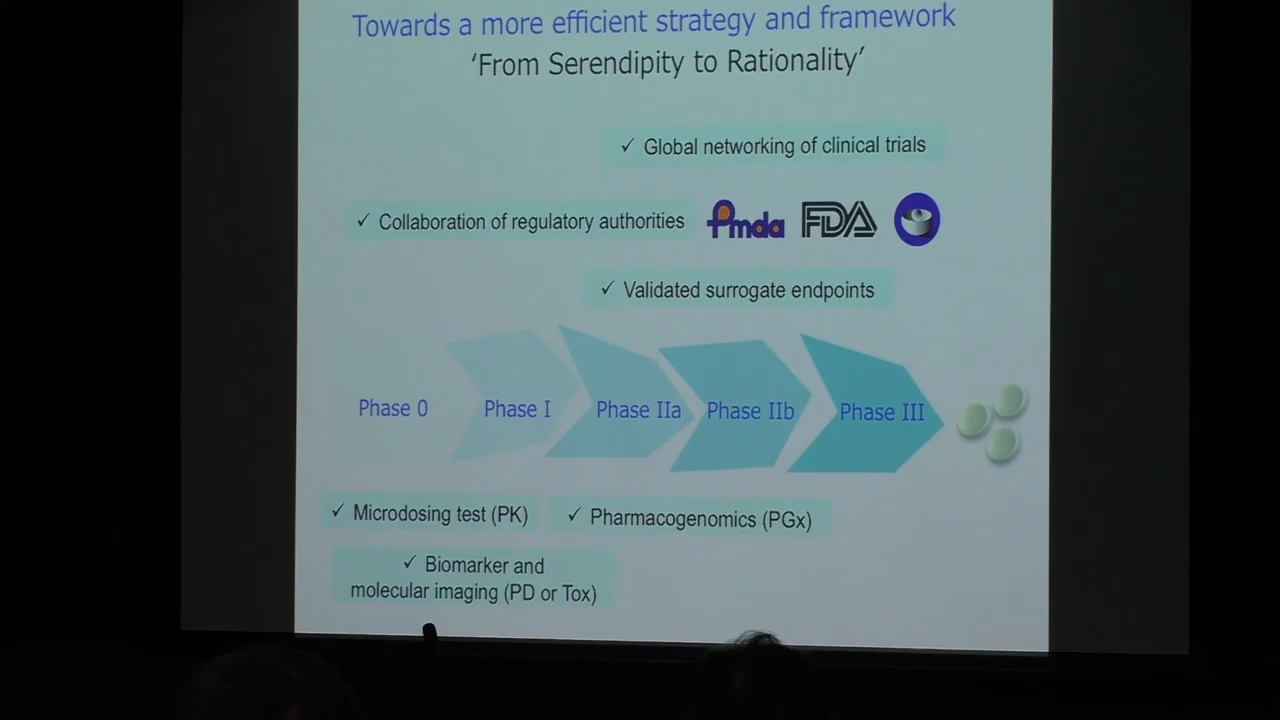 Towards a more efficient strategy and framework
‘From Serendipity to Rationality’
✓ Global networking of clinical trials
✓ Collaboration of regulatory authorities
Pmda FDA
✓ Validated surrogate endpoints
Phase 0 Phase I Phase IIa Phase IIb Phase III
✓ Microdosing test (PK)
✓ Pharmacogenomics (PGx)
✓ Biomarker and
molecular imaging (PD or Tox)